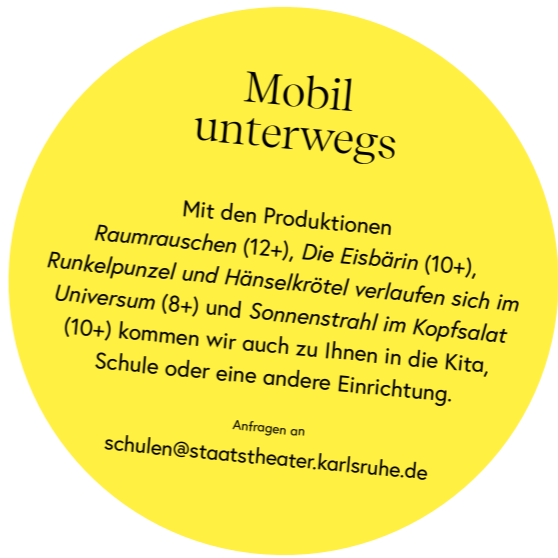 Mobil
unterwegs
Mit den Produktionen
Raumrauschen (12+), Die Eisbärin (10+),
Runkelpunzel und Hänselkrötel verlaufen sich im
Universum (8+) und Sonnenstrahl im Kopfsalat
(10+) kommen wir auch zu Ihnen in die Kita,
Schule oder eine andere Einrichtung.
Anfragen an
schulen@staatstheater.karlsruhe.de